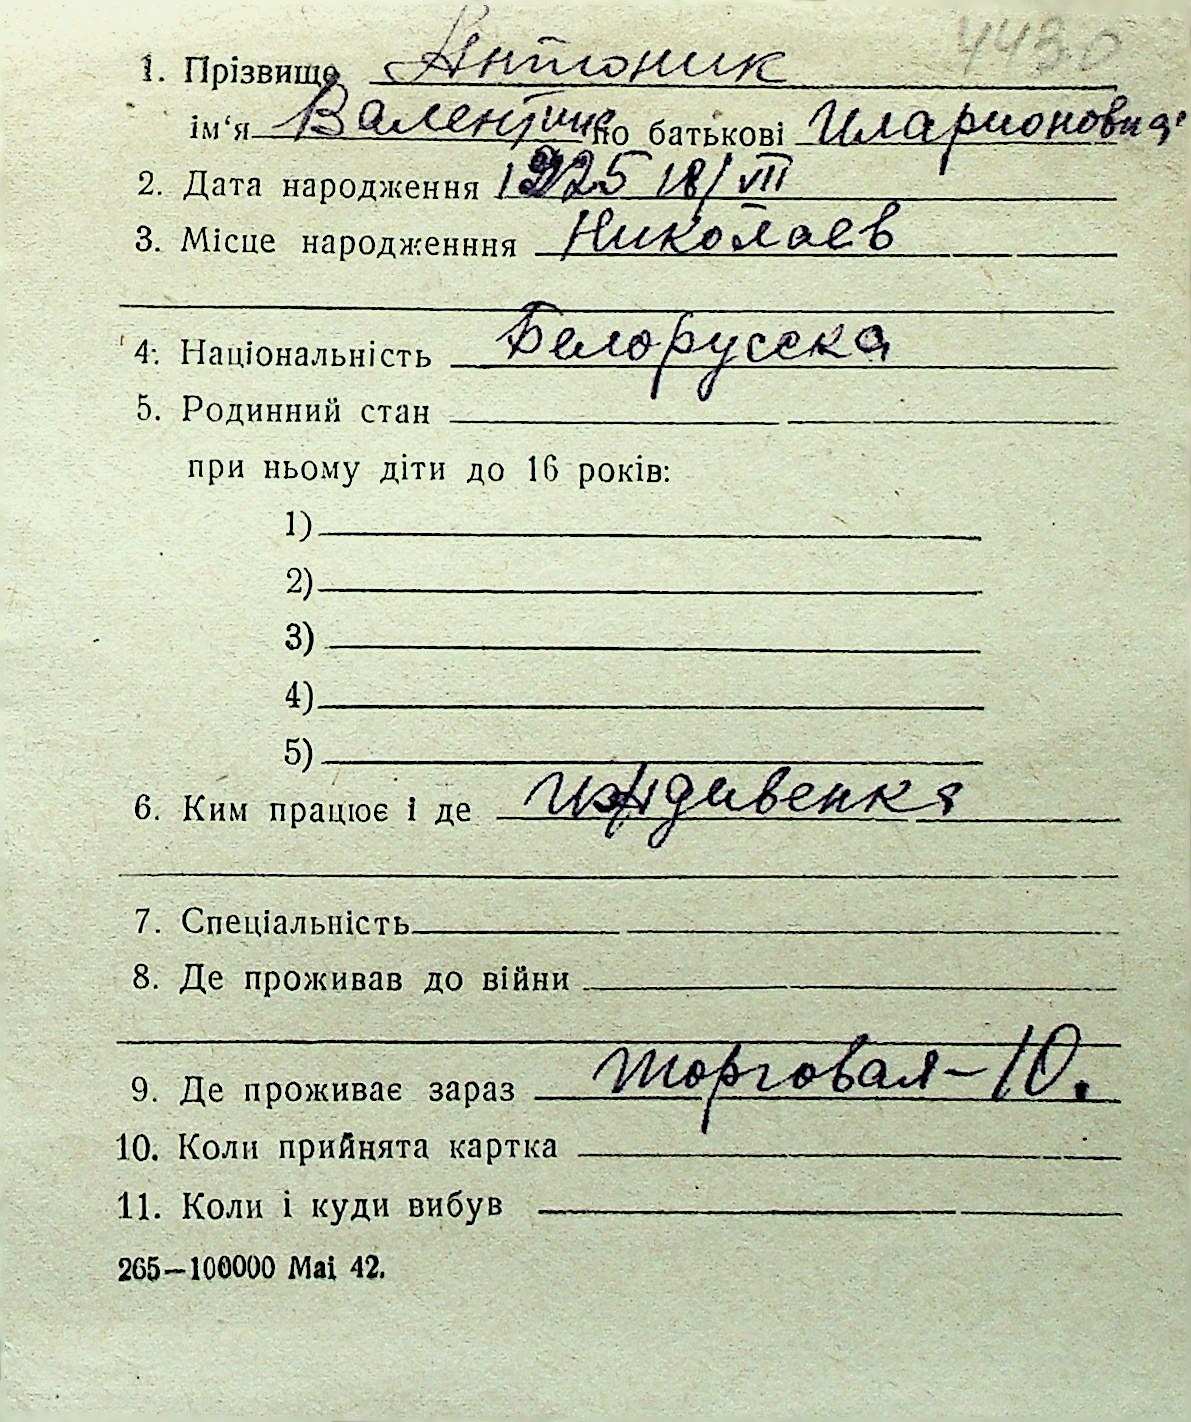 4430
1. Прізвище Антоник
ім‘я Валентина по батькові Иларионовна
2. Дата народження 1925 18/VII
3. Місце народженння Николаев
4. Національність Белорусска
5. Родинний стан
при ньому діти до 16 років:
1)
2)
3)
4)
5)
6. Ким працює і де Иждивенка
7. Спеціальність
8. Де проживав до війни
9. Де проживає зараз Торговая-10.
10. Коли прийнята картка
11. Коли і куди вибув
265—100000 Mai 42.